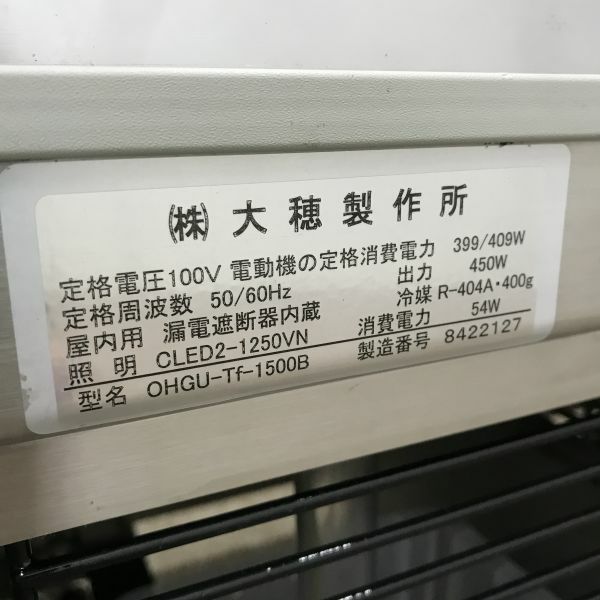 ㈱大穂製作所
定格電圧100V 電動機の定格消費電力 399/409W
定格周波数 50/60Hz 出力 450W
屋内用 漏電遮断器内蔵 冷媒 R-404A・400g
照明 CLED2-1250VN 消費電力 54W
型名 OHGU-Tf-1500B 製造番号 8422127